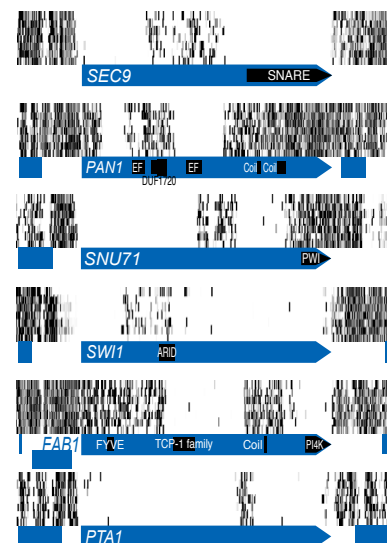 SEC9 SNARE
PAN1 EF EF Coil Coil
DUF1720
SNU71 PWI
SWI1 ARID
FAB1 FYVE TCP-1 family Coil PI4K
PTA1